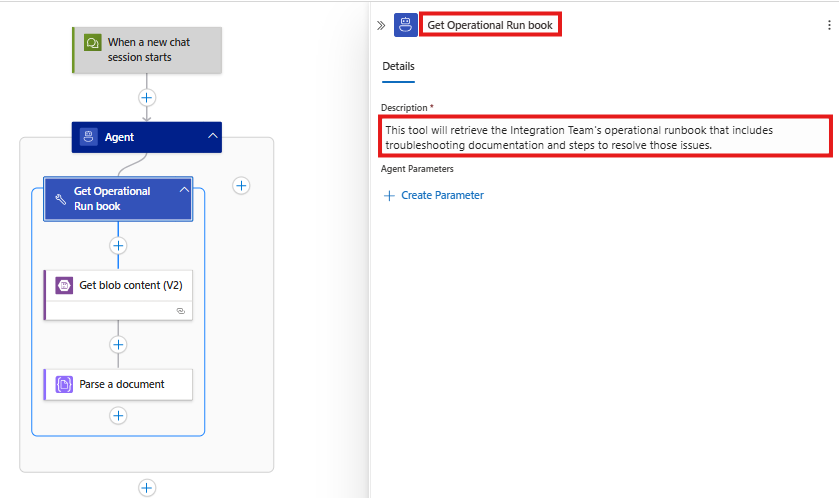 When a new chat
session starts
Agent
Get Operational
Run book
Get blob content (V2)
Parse a document
Get Operational Run book
Details
Description *
This tool will retrieve the Integration Team's operational runbook that includes
troubleshooting documentation and steps to resolve those issues.
Agent Parameters
Create Parameter